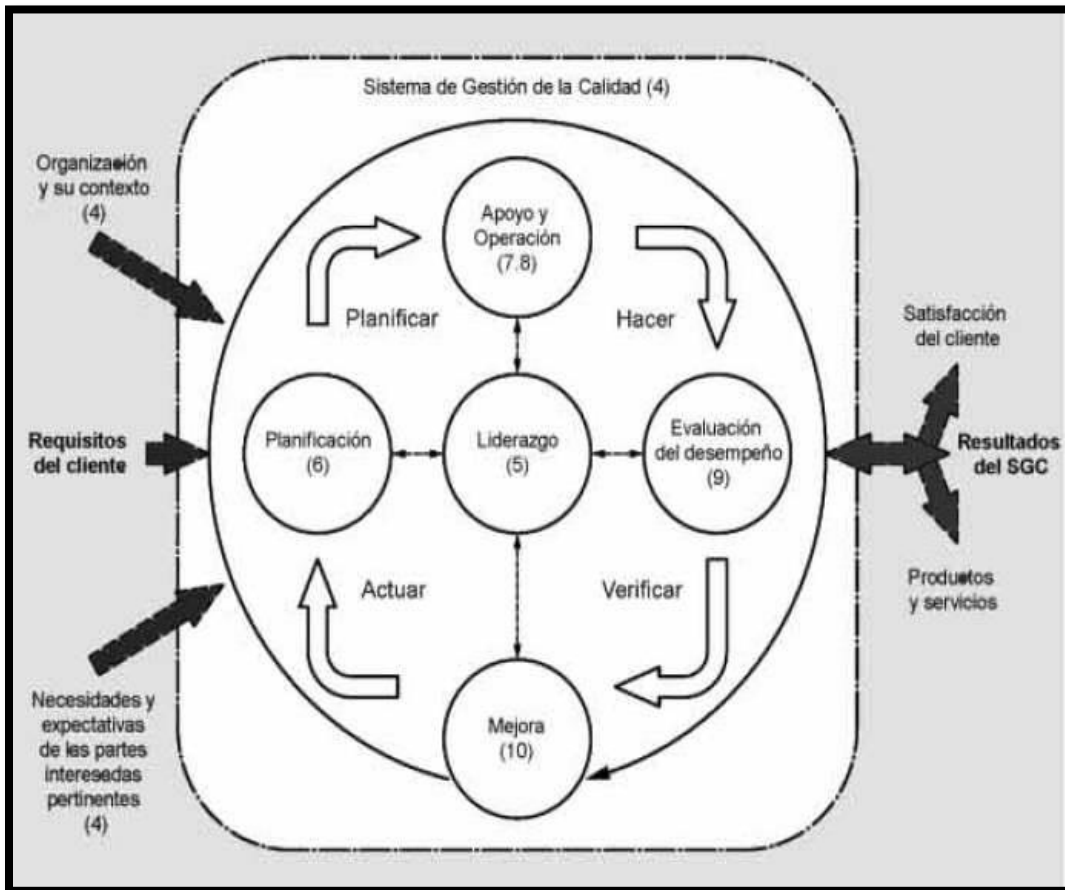 Sistema de Gestión de la Calidad (4)
Organización
y su contexto
(4)
Requisitos
del cliente
Necesidades y
expectativas
de les partes
interesedas
pertinentes
(4)
Apoyo y
Operación
(7.8)
Planificar
Hacer
Planificación
(6)
Liderazgo
(5)
Evaluación
del desempeño
(9)
Actuar
Verificar
Mejora
(10)
Satisfacción
del cliente
Resultados
del SGC
Productos
y servicios